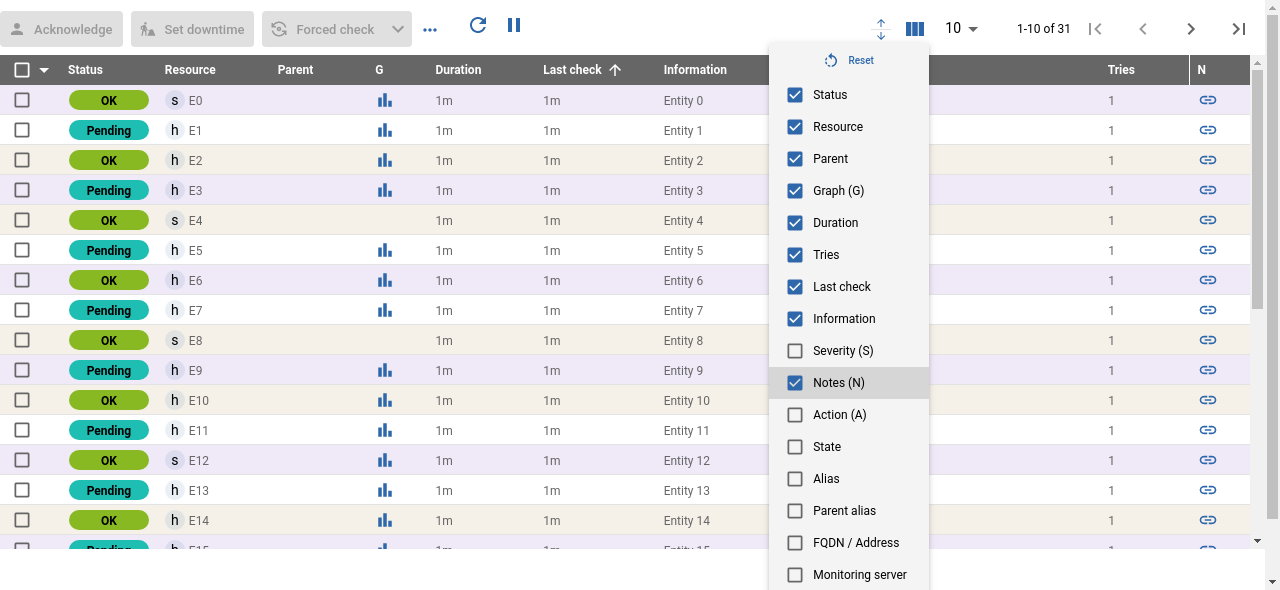 Acknowledge Set downtime Forced check 10 1-10 of 31
Status Resource Parent G Duration Last check Information Tries N
OK s E0 1m 1m Entity 0 1
Pending h E1 1m 1m Entity 1 1
OK h E2 1m 1m Entity 2 1
Pending h E3 1m 1m Entity 3 1
OK s E4 1m 1m Entity 4 1
Pending h E5 1m 1m Entity 5 1
OK h E6 1m 1m Entity 6 1
Pending h E7 1m 1m Entity 7 1
OK s E8 1m 1m Entity 8 1
Pending h E9 1m 1m Entity 9 1
OK h E10 1m 1m Entity 10 1
Pending h E11 1m 1m Entity 11 1
OK s E12 1m 1m Entity 12 1
Pending h E13 1m 1m Entity 13 1
OK h E14 1m 1m Entity 14 1
Pending h E15 Entity 15
Reset
Status
Resource
Parent
Graph (G)
Duration
Tries
Last check
Information
Severity (S)
Notes (N)
Action (A)
State
Alias
Parent alias
FQDN / Address
Monitoring server